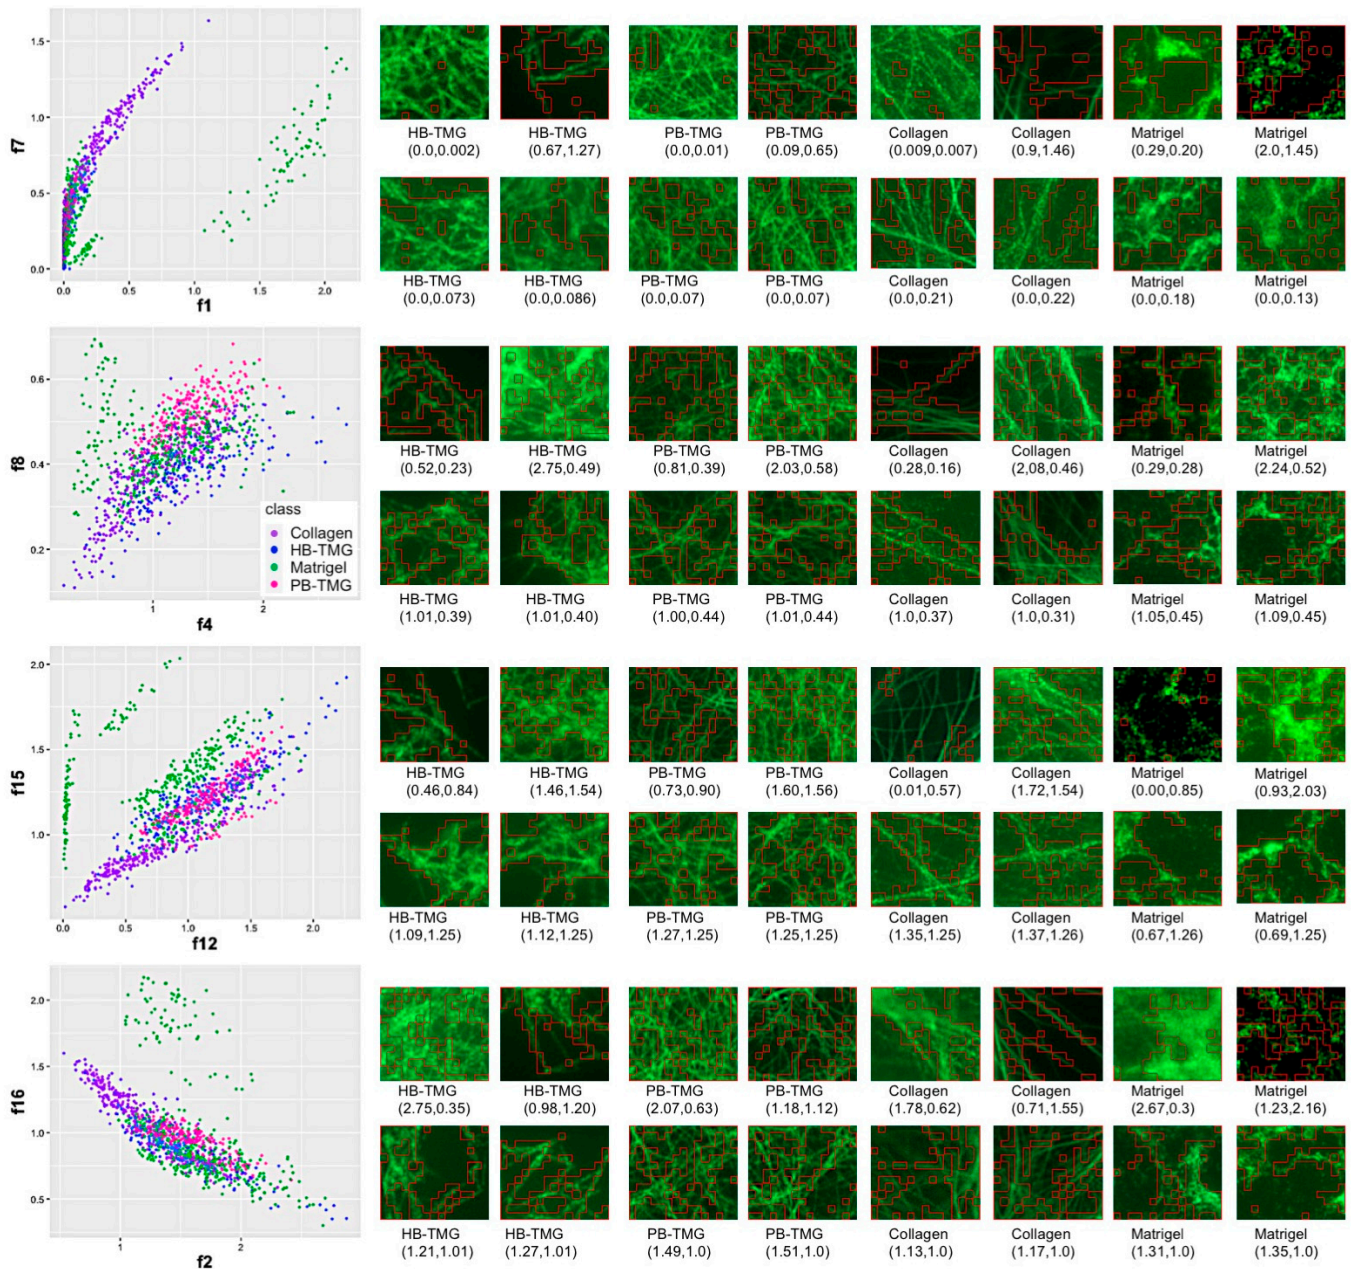 f7
1.5
1.0
0.5
0.0
0.0 0.5 1.0 1.5 2.0
f1
HB-TMG HB-TMG PB-TMG PB-TMG Collagen Collagen Matrigel Matrigel
(0.0,0.002) (0.67,1.27) (0.0,0.01) (0.09,0.65) (0.009,0.007) (0.9,1.46) (0.29,0.20) (2.0,1.45)
HB-TMG HB-TMG PB-TMG PB-TMG Collagen Collagen Matrigel Matrigel
(0.0,0.073) (0.0,0.086) (0.0,0.07) (0.0,0.07) (0.0,0.21) (0.0,0.22) (0.0,0.18) (0.0,0.13)
f8
0.6
0.4
0.2
1 2
f4
class
Collagen
HB-TMG
Matrigel
PB-TMG
HB-TMG HB-TMG PB-TMG PB-TMG Collagen Collagen Matrigel Matrigel
(0.52,0.23) (2.75,0.49) (0.81,0.39) (2.03,0.58) (0.28,0.16) (2,08,0.46) (0.29,0.28) (2.24,0.52)
HB-TMG HB-TMG PB-TMG PB-TMG Collagen Collagen Matrigel Matrigel
(1.01,0.39) (1.01,0.40) (1.00,0.44) (1.01,0.44) (1.0,0.37) (1.0,0.31) (1.05,0.45) (1.09,0.45)
f15
2.0
1.5
1.0
0.0 0.5 1.0 1.5 2.0
f12
HB-TMG HB-TMG PB-TMG PB-TMG Collagen Collagen Matrigel Matrigel
(0.46,0.84) (1.46,1.54) (0.73,0.90) (1.60,1.56) (0.01,0.57) (1.72,1.54) (0.00,0.85) (0.93,2.03)
HB-TMG HB-TMG PB-TMG PB-TMG Collagen Collagen Matrigel Matrigel
(1.09,1.25) (1.12,1.25) (1.27,1.25) (1.25,1.25) (1.35,1.25) (1.37,1.26) (0.67,1.26) (0.69,1.25)
f16
2.0
1.5
1.0
0.5
1 2
f2
HB-TMG HB-TMG PB-TMG PB-TMG Collagen Collagen Matrigel Matrigel
(2.75,0.35) (0.98,1.20) (2.07,0.63) (1.18,1.12) (1.78,0.62) (0.71,1.55) (2.67,0.3) (1.23,2.16)
HB-TMG HB-TMG PB-TMG PB-TMG Collagen Collagen Matrigel Matrigel
(1.21,1.01) (1.27,1.01) (1.49,1.0) (1.51,1.0) (1.13,1.0) (1.17,1.0) (1.31,1.0) (1.35,1.0)